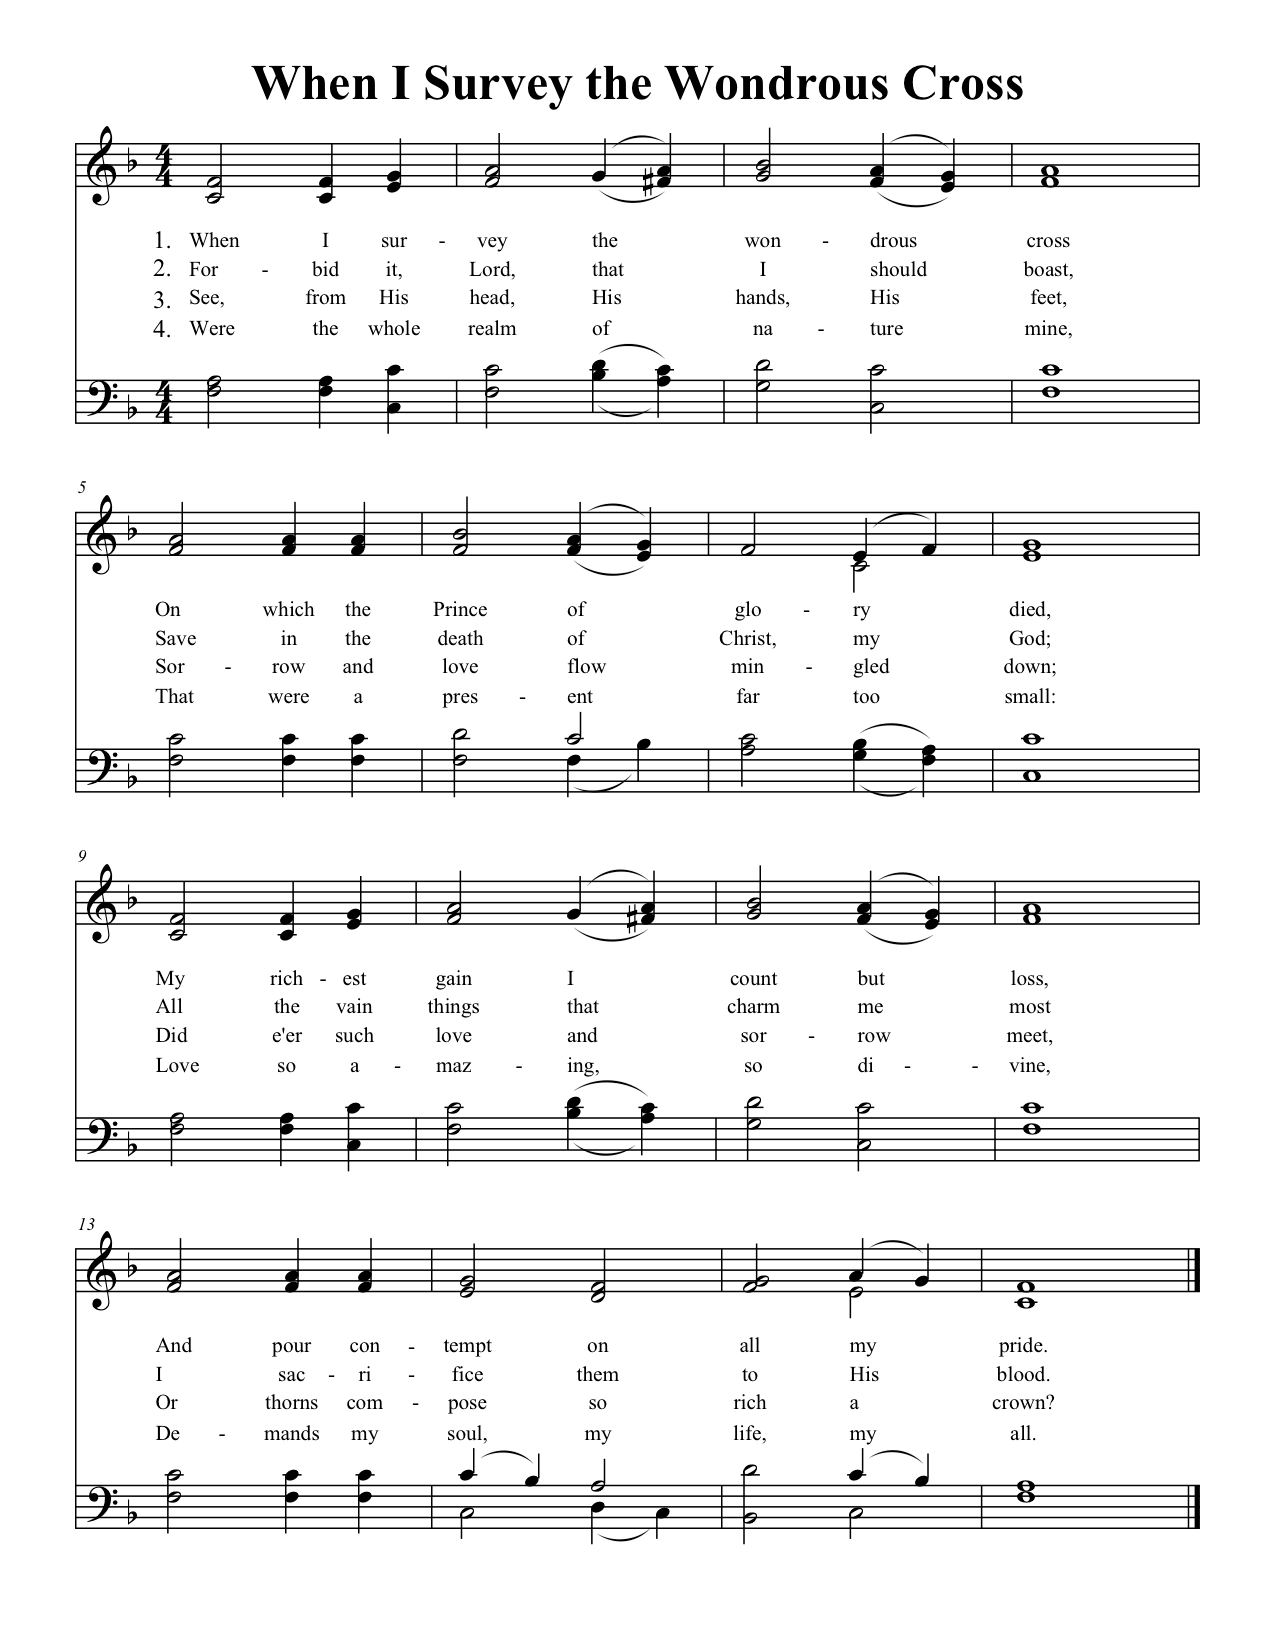 When I Survey the Wondrous Cross
4 4
1. When I sur - vey the won - drous cross
2. For - bid it, Lord, that I should boast,
3. See, from His head, His hands, His feet,
4. Were the whole realm of na - ture mine,
4 4
5
On which the Prince of glo - ry died,
Save in the death of Christ, my God;
Sor - row and love flow min - gled down;
That were a pres - ent far too small:
9
My rich - est gain I count but loss,
All the vain things that charm me most
Did e'er such love and sor - row meet,
Love so a - maz - ing, so di - - vine,
13
And pour con - tempt on all my pride.
I sac - ri - fice them to His blood.
Or thorns com - pose so rich a crown?
De - mands my soul, my life, my all.